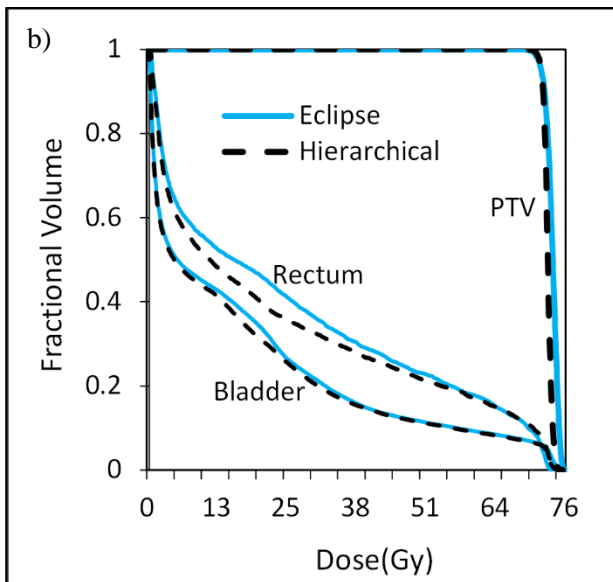 b)
1
0.8
0.6
0.4
0.2
0
Fractional Volume
Eclipse
Hierarchical
PTV
Rectum
Bladder
0 13 25 38 51 64 76
Dose(Gy)